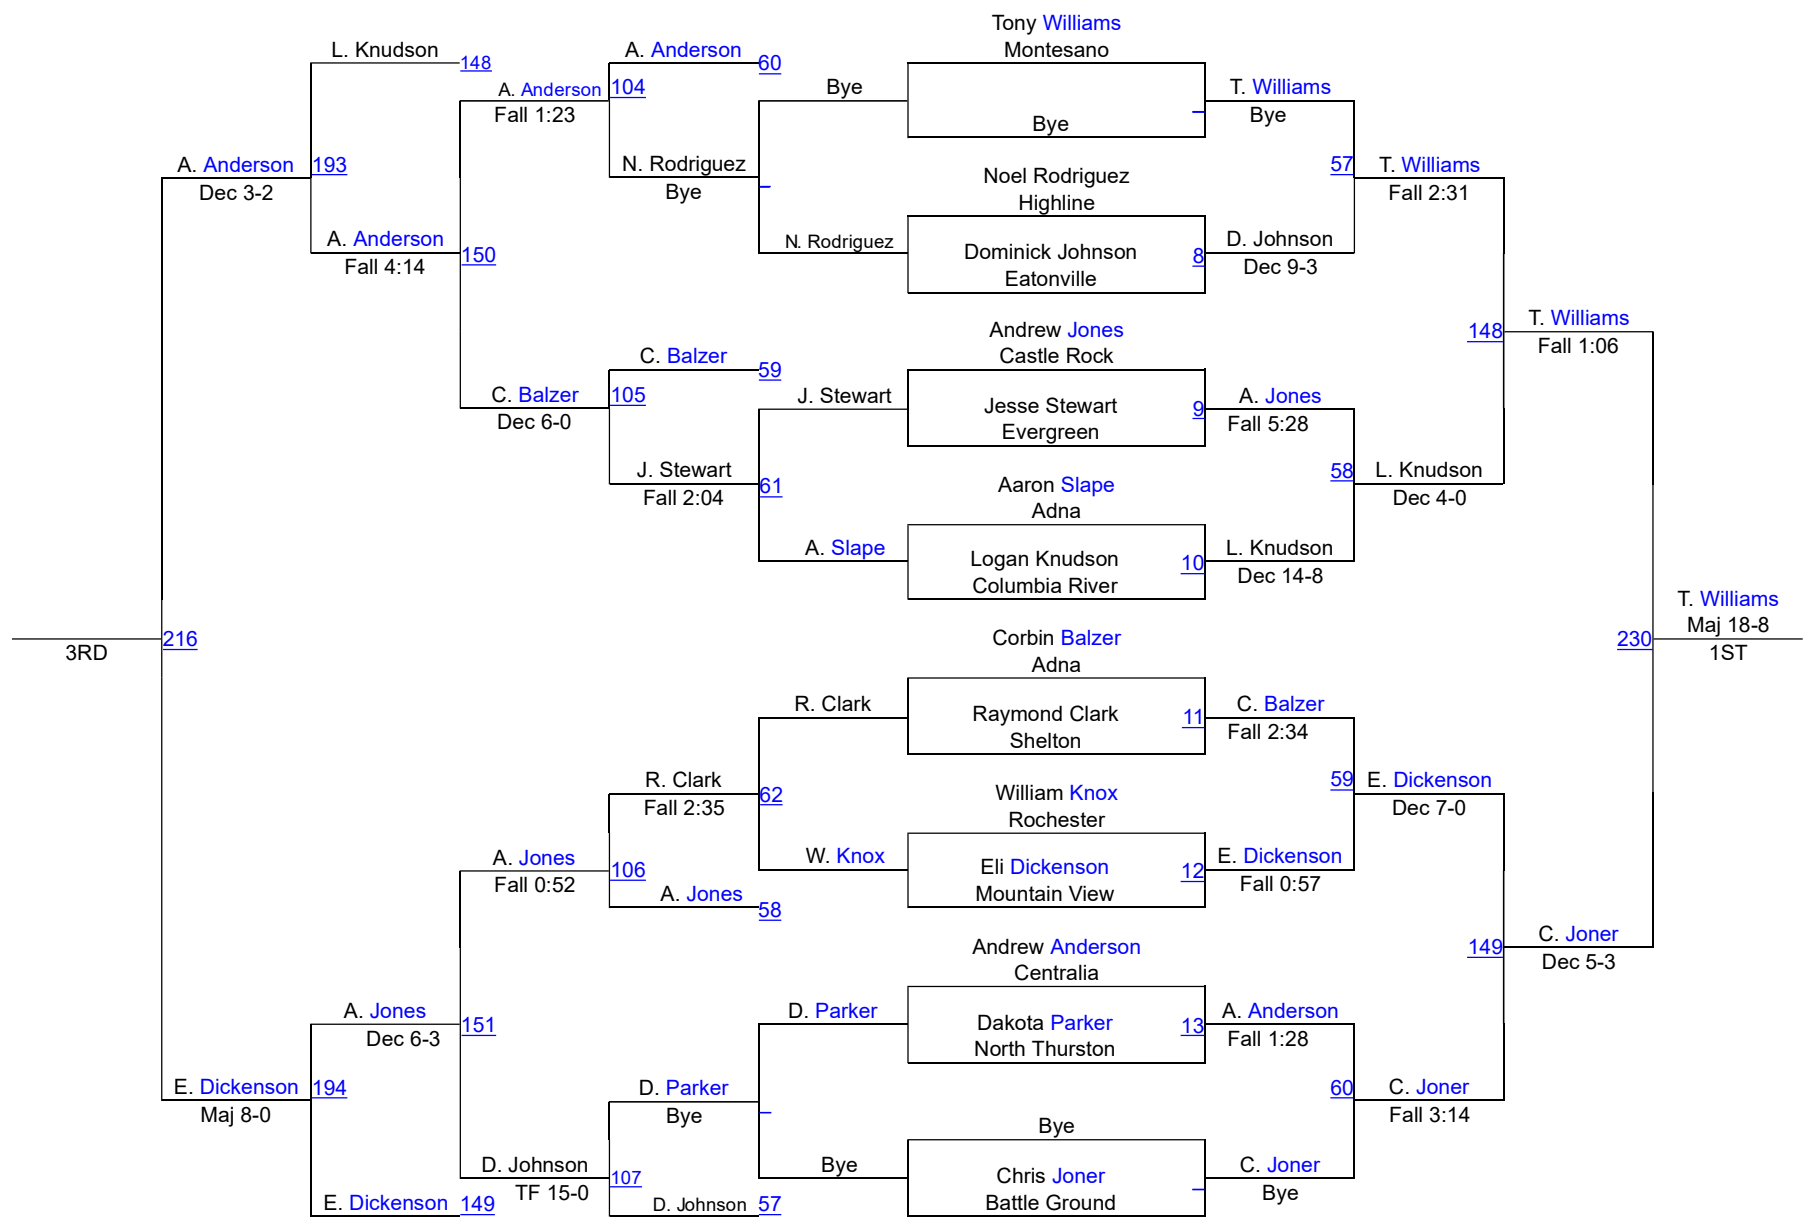 Tony Williams
Montesano
Bye
Noel Rodriguez
Highline
Dominick Johnson
Eatonville
8
Andrew Jones
Castle Rock
Jesse Stewart
Evergreen
9
Aaron Slape
Adna
Logan Knudson
Columbia River
10
Corbin Balzer
Adna
Raymond Clark
Shelton
11
William Knox
Rochester
Eli Dickenson
Mountain View
12
Andrew Anderson
Centralia
Dakota Parker
North Thurston
13
Bye
Chris Joner
Battle Ground
T. Williams
Bye
57
D. Johnson
Dec 9-3
A. Jones
Fall 5:28
58
L. Knudson
Dec 14-8
C. Balzer
Fall 2:34
59
E. Dickenson
Fall 0:57
A. Anderson
Fall 1:28
60
C. Joner
Bye
T. Williams
Fall 2:31
148
L. Knudson
Dec 4-0
E. Dickenson
Dec 7-0
149
C. Joner
Fall 3:14
T. Williams
Fall 1:06
230
C. Joner
Dec 5-3
T. Williams
Maj 18-8
1ST
Bye
N. Rodriguez
J. Stewart
61
A. Slape
R. Clark
62
W. Knox
D. Parker
Bye
A. Anderson
60
104
N. Rodriguez
Bye
C. Balzer
59
105
J. Stewart
Fall 2:04
R. Clark
Fall 2:35
106
A. Jones
58
D. Parker
Bye
107
D. Johnson
57
A. Anderson
Fall 1:23
150
C. Balzer
Dec 6-0
A. Jones
Fall 0:52
151
D. Johnson
TF 15-0
L. Knudson
148
193
A. Anderson
Fall 4:14
A. Jones
Dec 6-3
194
E. Dickenson
149
A. Anderson
Dec 3-2
216
E. Dickenson
Maj 8-0
3RD